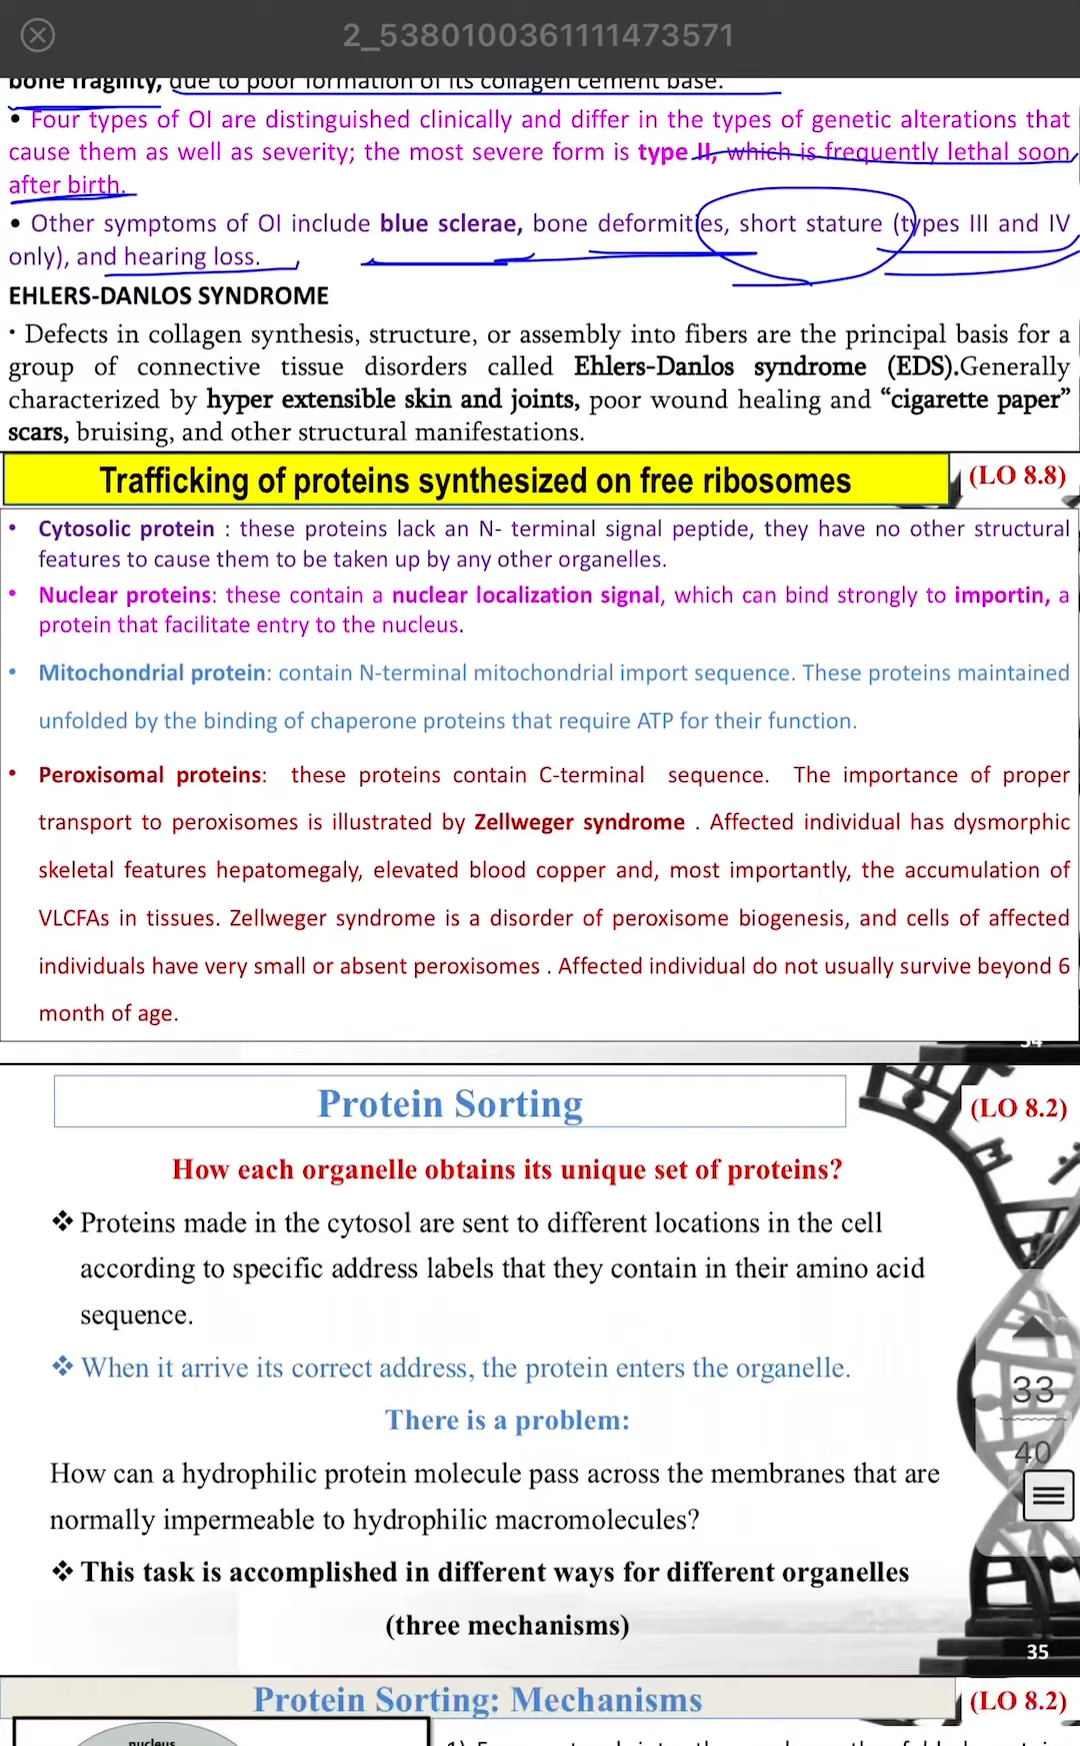 2_5380100361111473571
bone fragility, due to poor formation of its collagen cement base.
• Four types of OI are distinguished clinically and differ in the types of genetic alterations that
cause them as well as severity; the most severe form is type II, which is frequently lethal soon
after birth.
• Other symptoms of OI include blue sclerae, bone deformities, short stature (types III and IV
only), and hearing loss.
EHLERS-DANLOS SYNDROME
· Defects in collagen synthesis, structure, or assembly into fibers are the principal basis for a
group of connective tissue disorders called Ehlers-Danlos syndrome (EDS).Generally
characterized by hyper extensible skin and joints, poor wound healing and “cigarette paper”
scars, bruising, and other structural manifestations.
Trafficking of proteins synthesized on free ribosomes
(LO 8.8)
• Cytosolic protein : these proteins lack an N- terminal signal peptide, they have no other structural
features to cause them to be taken up by any other organelles.
• Nuclear proteins: these contain a nuclear localization signal, which can bind strongly to importin, a
protein that facilitate entry to the nucleus.
• Mitochondrial protein: contain N-terminal mitochondrial import sequence. These proteins maintained
unfolded by the binding of chaperone proteins that require ATP for their function.
• Peroxisomal proteins: these proteins contain C-terminal sequence. The importance of proper
transport to peroxisomes is illustrated by Zellweger syndrome . Affected individual has dysmorphic
skeletal features hepatomegaly, elevated blood copper and, most importantly, the accumulation of
VLCFAs in tissues. Zellweger syndrome is a disorder of peroxisome biogenesis, and cells of affected
individuals have very small or absent peroxisomes . Affected individual do not usually survive beyond 6
month of age.
34
Protein Sorting
(LO 8.2)
How each organelle obtains its unique set of proteins?
❖ Proteins made in the cytosol are sent to different locations in the cell
according to specific address labels that they contain in their amino acid
sequence.
❖ When it arrive its correct address, the protein enters the organelle.
There is a problem:
How can a hydrophilic protein molecule pass across the membranes that are
normally impermeable to hydrophilic macromolecules?
❖ This task is accomplished in different ways for different organelles
(three mechanisms)
33
40
35
Protein Sorting: Mechanisms
(LO 8.2)
nucleus